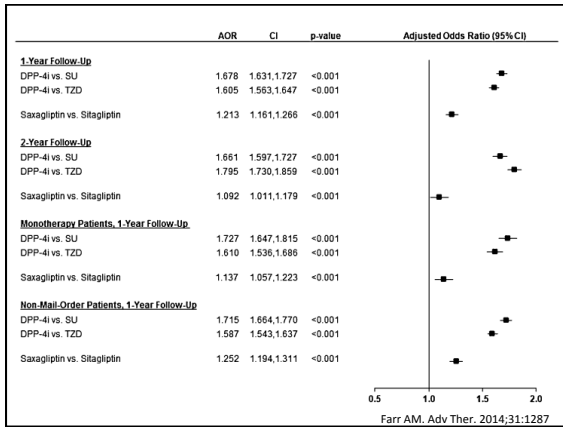 AOR CI p-value Adjusted Odds Ratio (95% CI)
1-Year Follow-Up
DPP-4i vs. SU 1.678 1.631,1.727 <0.001
DPP-4i vs. TZD 1.605 1.563,1.647 <0.001
Saxagliptin vs. Sitagliptin 1.213 1.161,1.266 <0.001
2-Year Follow-Up
DPP-4i vs. SU 1.661 1.597,1.727 <0.001
DPP-4i vs. TZD 1.795 1.730,1.859 <0.001
Saxagliptin vs. Sitagliptin 1.092 1.011,1.179 <0.001
Monotherapy Patients, 1-Year Follow-Up
DPP-4i vs. SU 1.727 1.647,1.815 <0.001
DPP-4i vs. TZD 1.610 1.536,1.686 <0.001
Saxagliptin vs. Sitagliptin 1.137 1.057,1.223 <0.001
Non-Mail-Order Patients, 1-Year Follow-Up
DPP-4i vs. SU 1.715 1.664,1.770 <0.001
DPP-4i vs. TZD 1.587 1.543,1.637 <0.001
Saxagliptin vs. Sitagliptin 1.252 1.194,1.311 <0.001
0.5 1.0 1.5 2.0
Farr AM. Adv Ther. 2014;31:1287